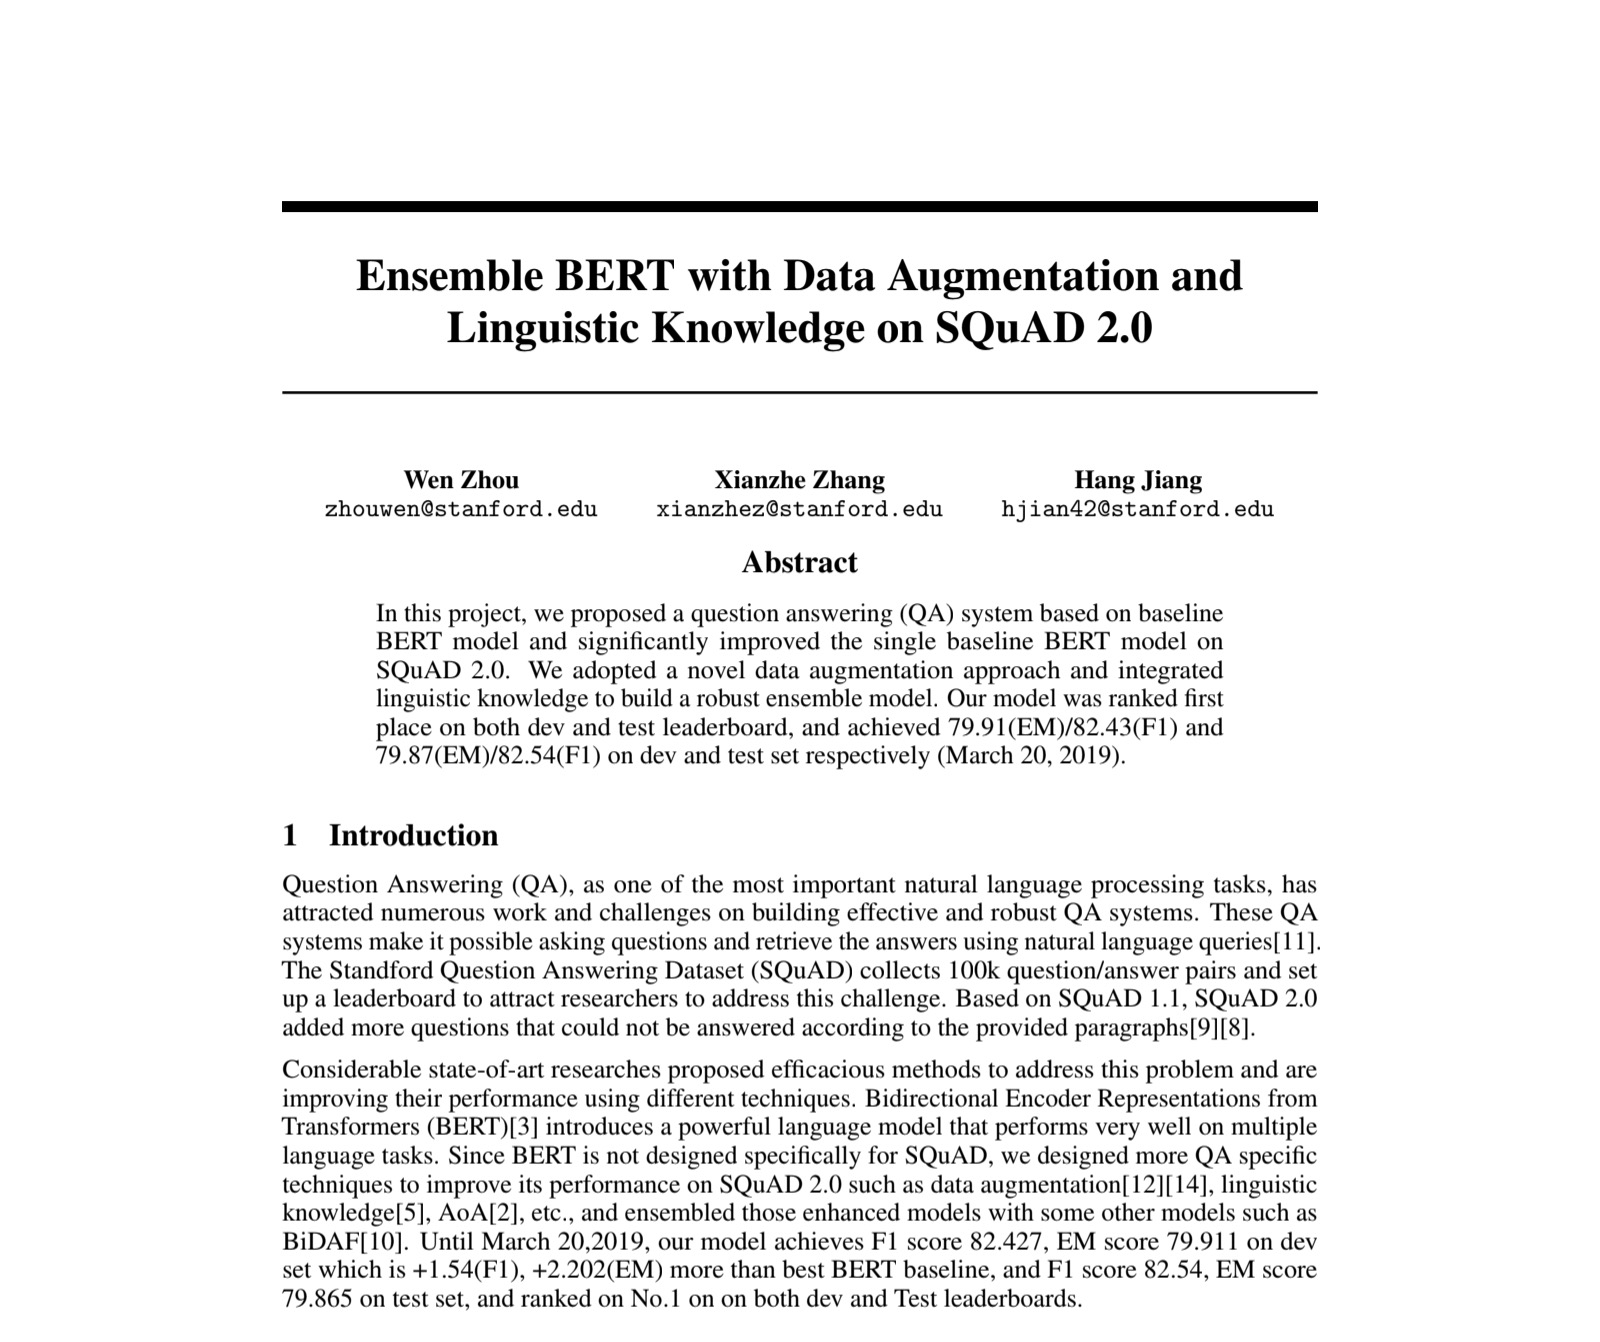 Ensemble BERT with Data Augmentation and
Linguistic Knowledge on SQuAD 2.0
Wen Zhou
zhouwen@stanford.edu
Xianzhe Zhang
xianzhez@stanford.edu
Hang Jiang
hjian42@stanford.edu
Abstract
In this project, we proposed a question answering (QA) system based on baseline
BERT model and significantly improved the single baseline BERT model on
SQuAD 2.0. We adopted a novel data augmentation approach and integrated
linguistic knowledge to build a robust ensemble model. Our model was ranked first
place on both dev and test leaderboard, and achieved 79.91(EM)/82.43(F1) and
79.87(EM)/82.54(F1) on dev and test set respectively (March 20, 2019).
1 Introduction
Question Answering (QA), as one of the most important natural language processing tasks, has
attracted numerous work and challenges on building effective and robust QA systems. These QA
systems make it possible asking questions and retrieve the answers using natural language queries[11].
The Standford Question Answering Dataset (SQuAD) collects 100k question/answer pairs and set
up a leaderboard to attract researchers to address this challenge. Based on SQuAD 1.1, SQuAD 2.0
added more questions that could not be answered according to the provided paragraphs[9][8].
Considerable state-of-art researches proposed efficacious methods to address this problem and are
improving their performance using different techniques. Bidirectional Encoder Representations from
Transformers (BERT)[3] introduces a powerful language model that performs very well on multiple
language tasks. Since BERT is not designed specifically for SQuAD, we designed more QA specific
techniques to improve its performance on SQuAD 2.0 such as data augmentation[12][14], linguistic
knowledge[5], AoA[2], etc., and ensembled those enhanced models with some other models such as
BiDAF[10]. Until March 20,2019, our model achieves F1 score 82.427, EM score 79.911 on dev
set which is +1.54(F1), +2.202(EM) more than best BERT baseline, and F1 score 82.54, EM score
79.865 on test set, and ranked on No.1 on on both dev and Test leaderboards.